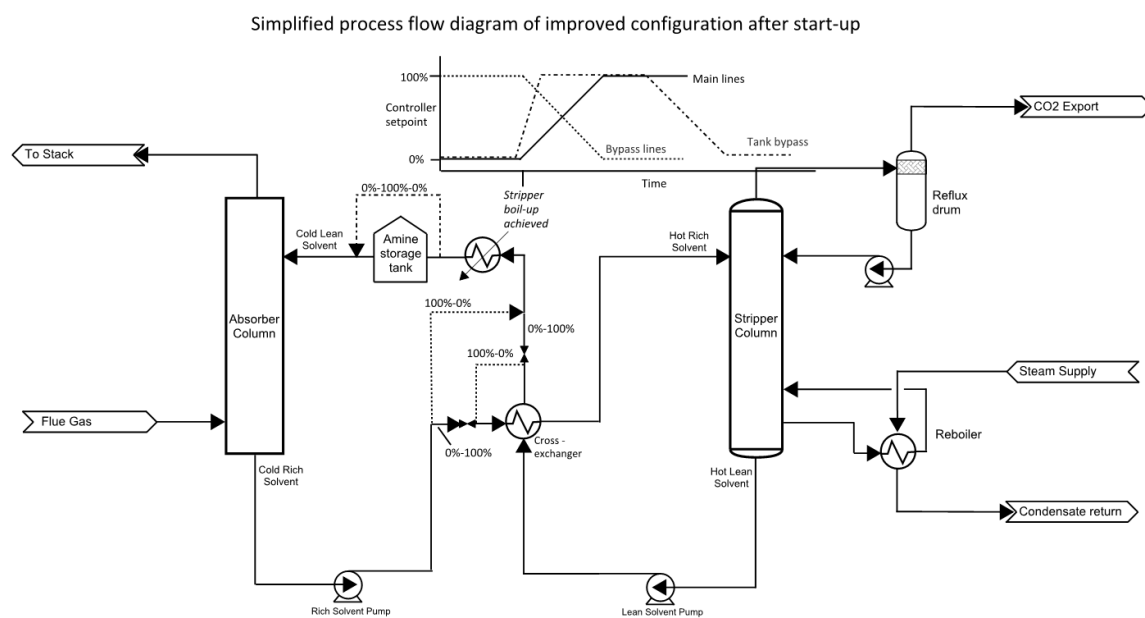 Simplified process flow diagram of improved configuration after start-up
100%
Main lines
Controller
setpoint
Bypass lines
Tank bypass
0%
Time
CO2 Export
To Stack
0%-100%-0%
Stripper
boil-up
achieved
Reflux
drum
Cold Lean
Solvent
Amine
storage
tank
Hot Rich
Solvent
Absorber
Column
100%-0%
0%-100%
Stripper
Column
100%-0%
Steam Supply
Flue Gas
Reboiler
0%-100%
Cross -
exchanger
Cold Rich
Solvent
Hot Lean
Solvent
Condensate return
Rich Solvent Pump
Lean Solvent Pump